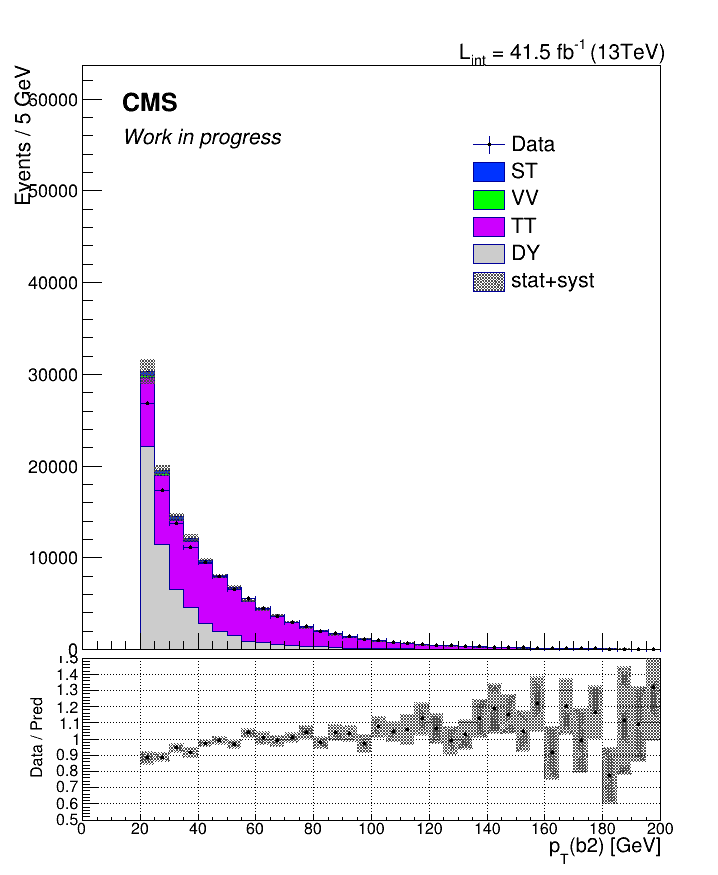 L_int = 41.5 fb^-1 (13TeV)
Events / 5 GeV
60000
50000
40000
30000
20000
10000
0
CMS
Work in progress
Data
ST
VV
TT
DY
stat+syst
Data / Pred
1.5
1.4
1.3
1.2
1.1
1
0.9
0.8
0.7
0.6
0.5
0 20 40 60 80 100 120 140 160 180 200
p_T(b2) [GeV]